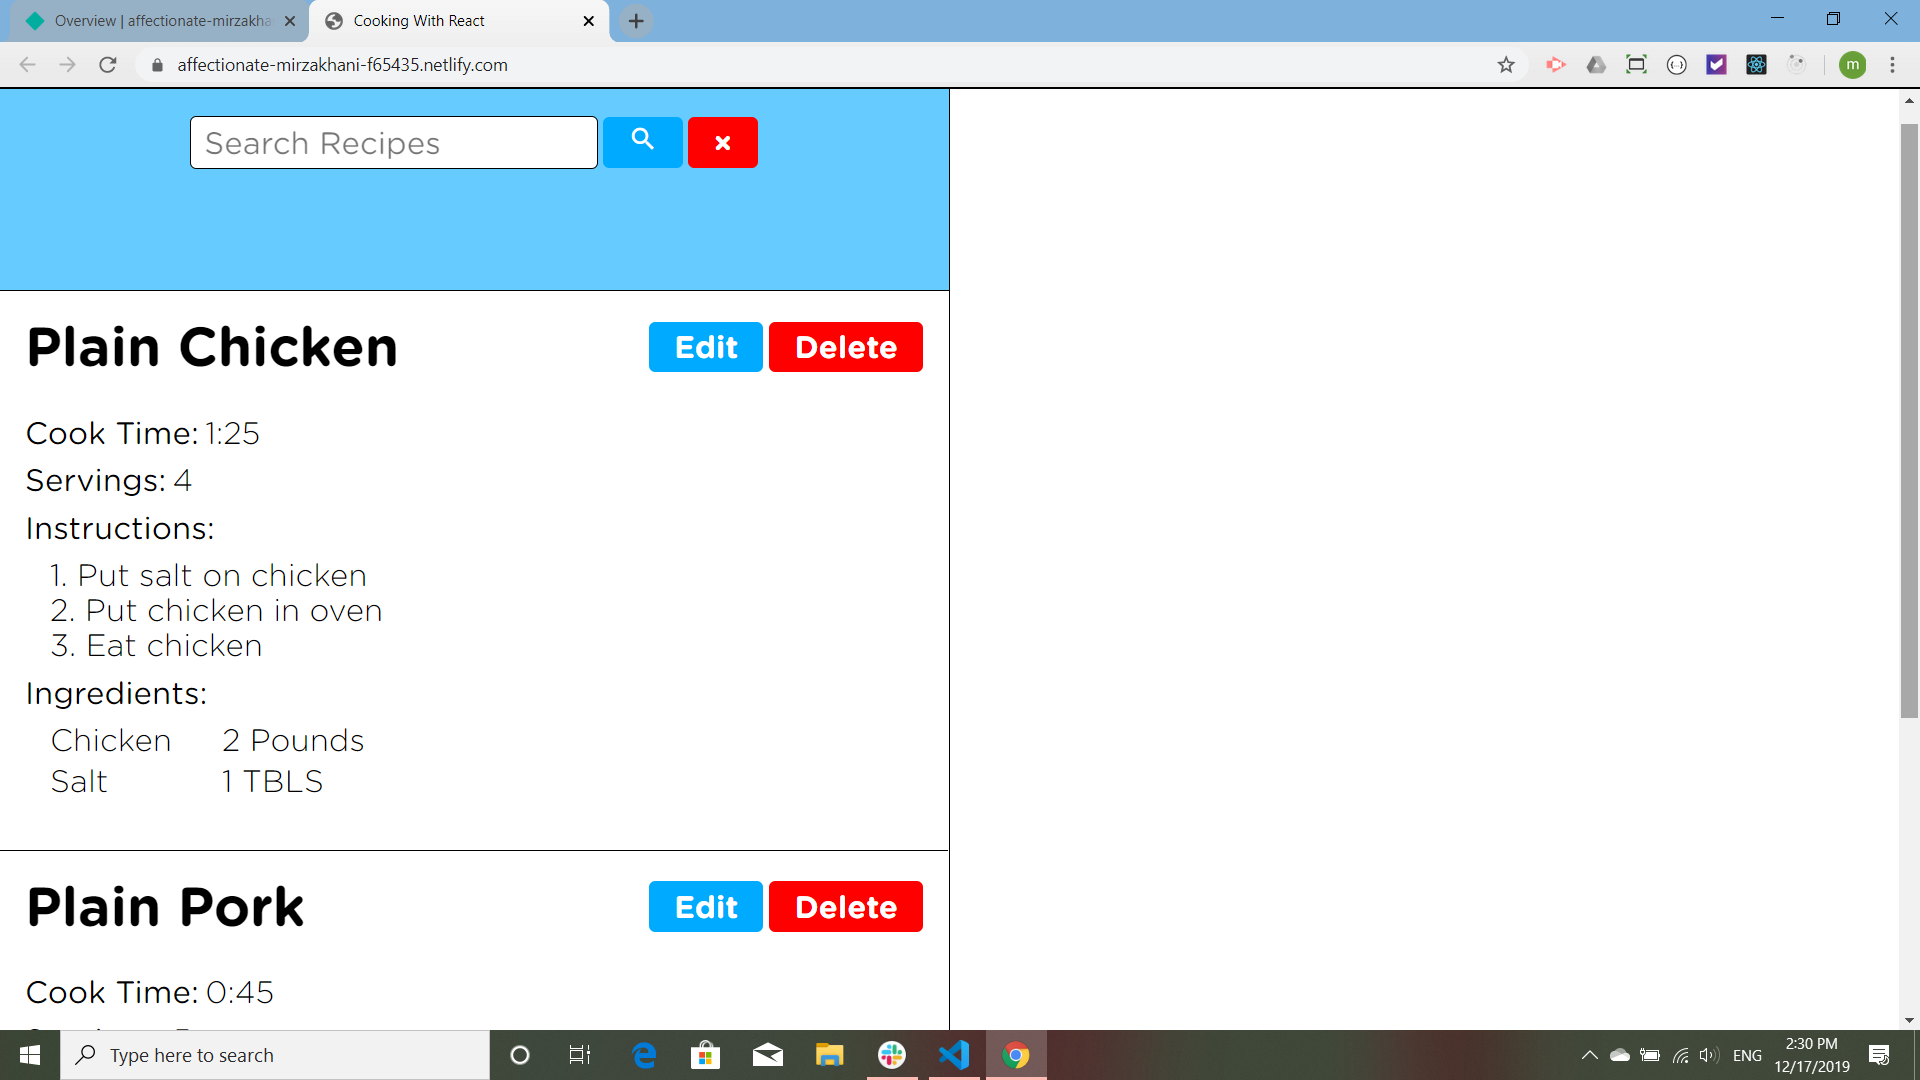 Overview | affectionate-mirzakha
Cooking With React
affectionate-mirzakhani-f65435.netlify.com
m
Search Recipes
Plain Chicken
Edit
Delete
Cook Time: 1:25
Servings: 4
Instructions:
1. Put salt on chicken
2. Put chicken in oven
3. Eat chicken
Ingredients:
Chicken 2 Pounds
Salt 1 TBLS
Plain Pork
Edit
Delete
Cook Time: 0:45
Type here to search
ENG
2:30 PM
12/17/2019